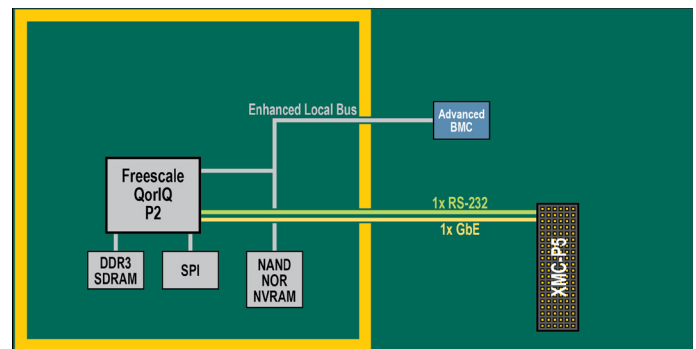 Enhanced Local Bus
Advanced
BMC
Freescale
QorIQ
P2
1x RS-232
1x GbE
XMC-P5
DDR3
SDRAM
SPI
NAND
NOR
NVRAM